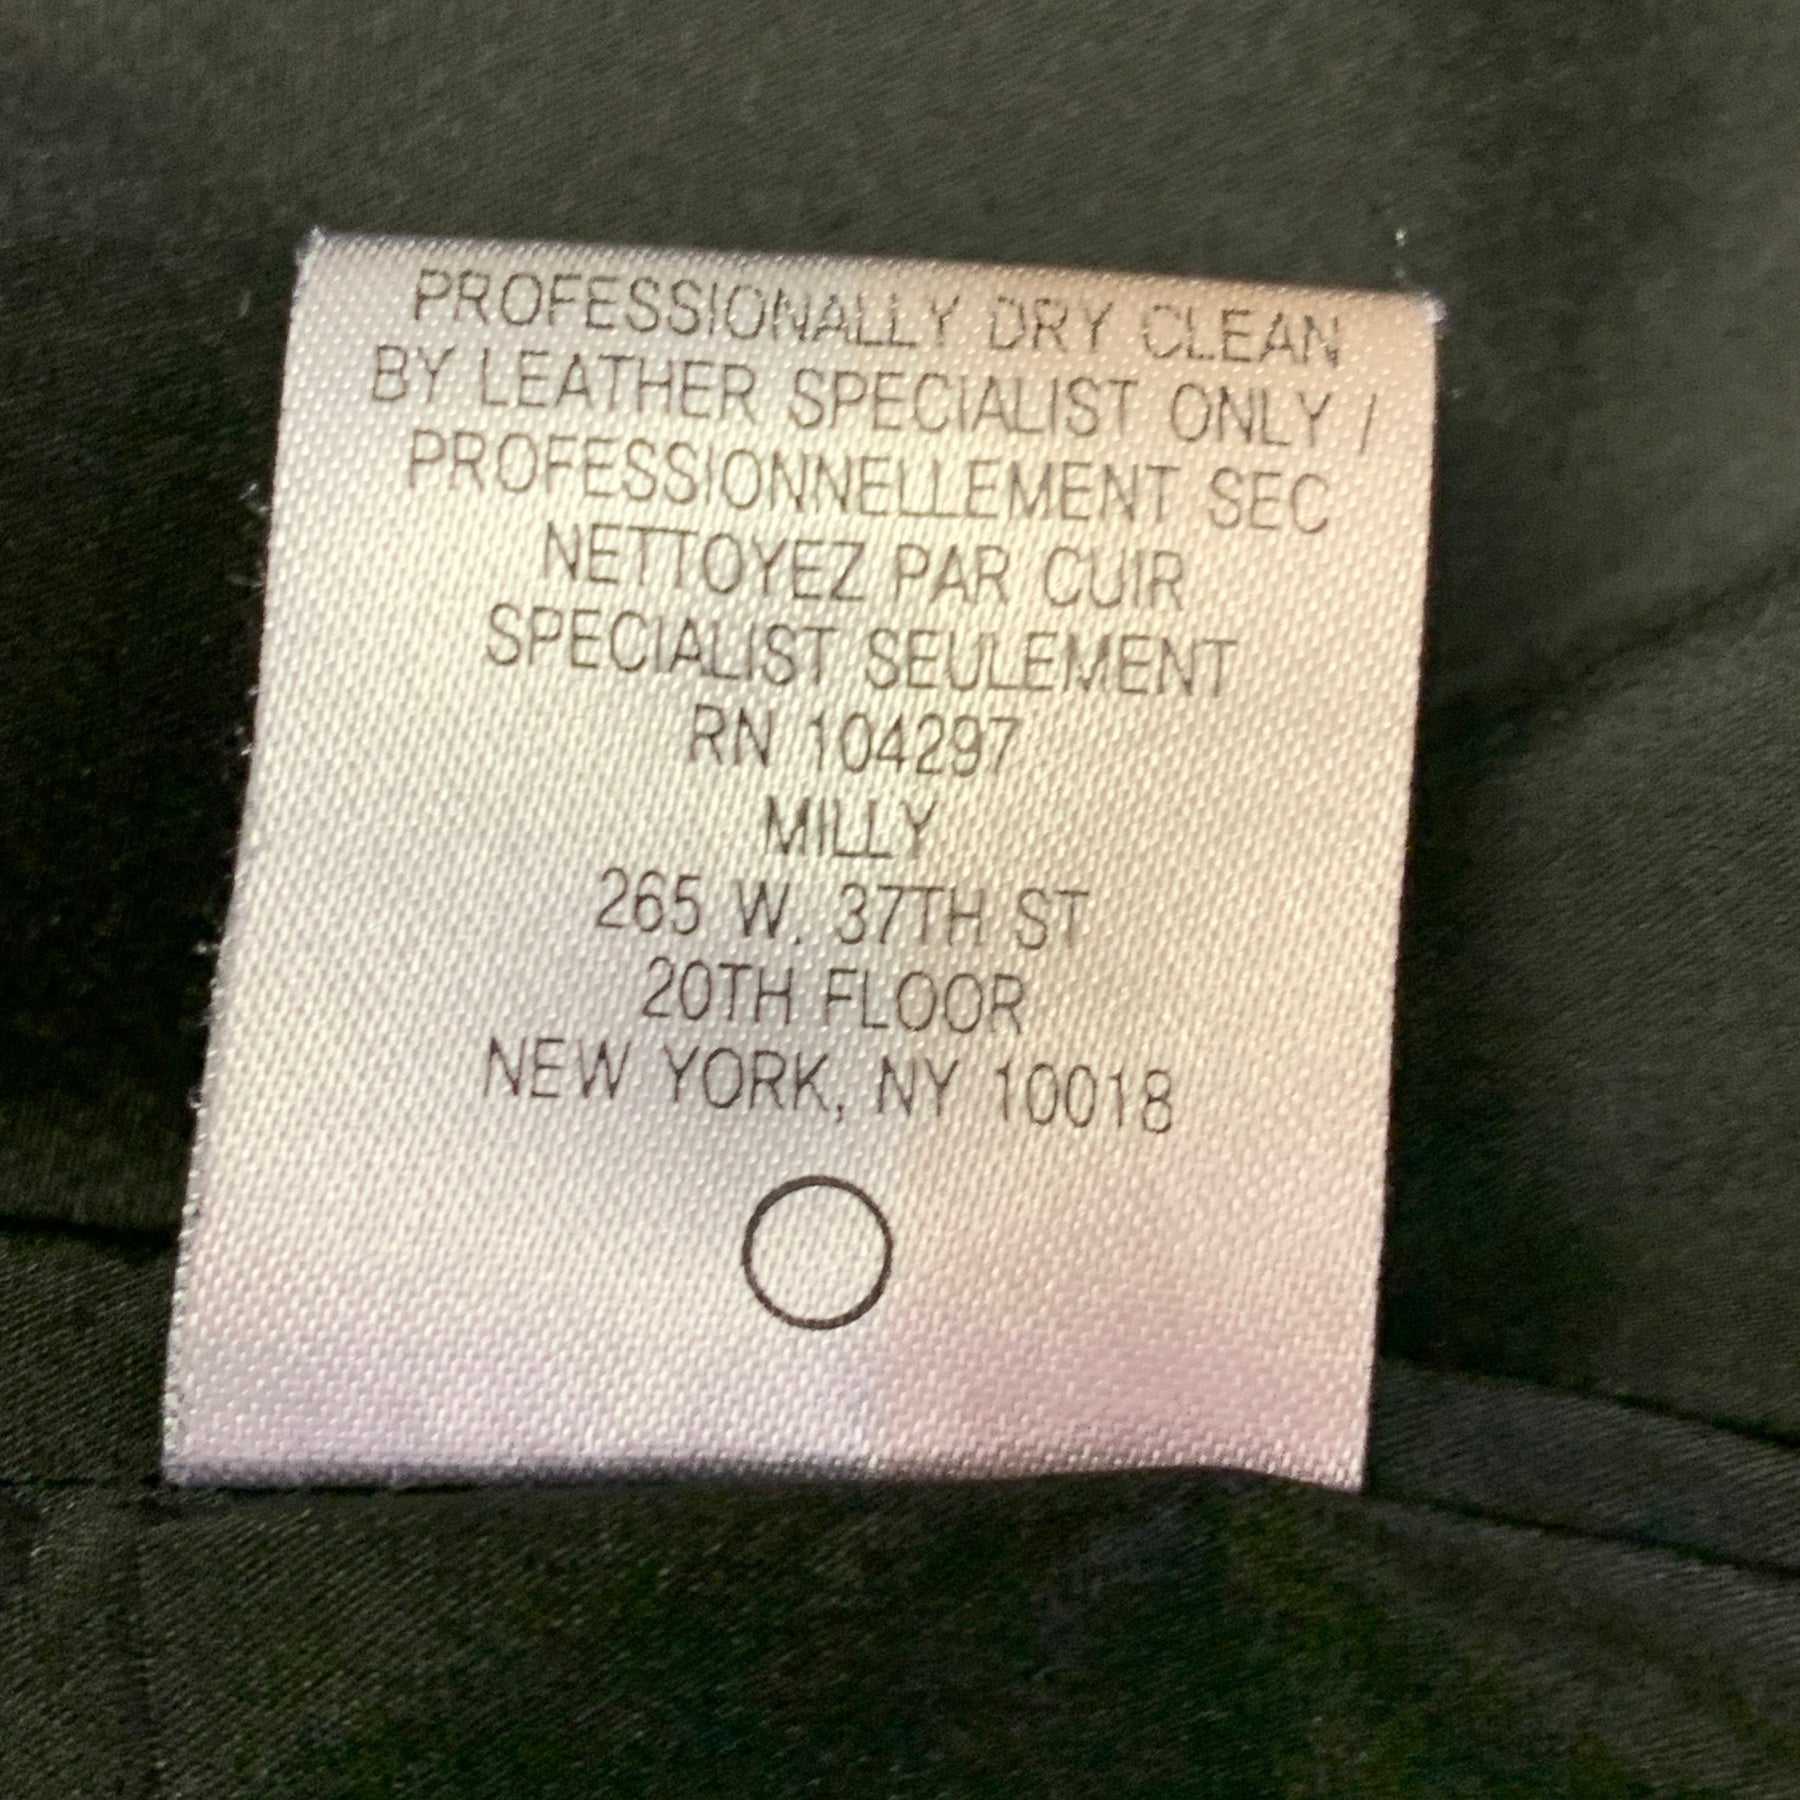 PROFESSIONALLY DRY CLEAN
BY LEATHER SPECIALIST ONLY /
PROFESSIONNELLEMENT SEC
NETTOYEZ PAR CUIR
SPECIALIST SEULEMENT
RN 104297
MILLY
265 W. 37TH ST
20TH FLOOR
NEW YORK, NY 10018